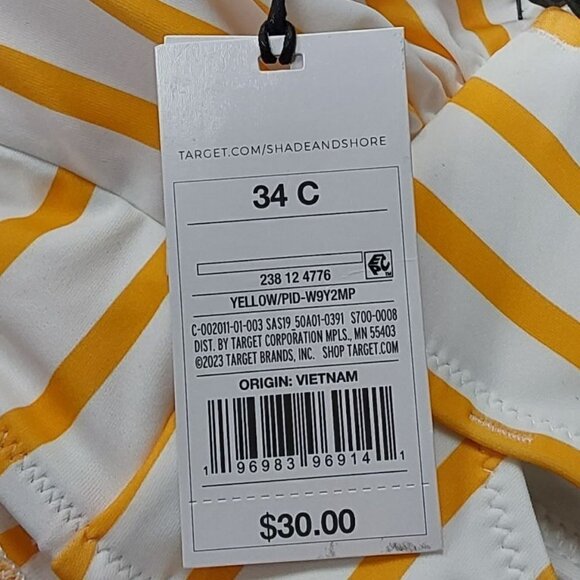 TARGET.COM/SHADEANDSHORE
34 C
238 12 4776
YELLOW/PID-W9Y2MP
C-002011-01-003 SAS19_50A01-0391 S700-0008
DIST. BY TARGET CORPORATION MPLS., MN 55403
©2023 TARGET BRANDS, INC. SHOP TARGET.COM
ORIGIN: VIETNAM
1 96983 96914 1
$30.00